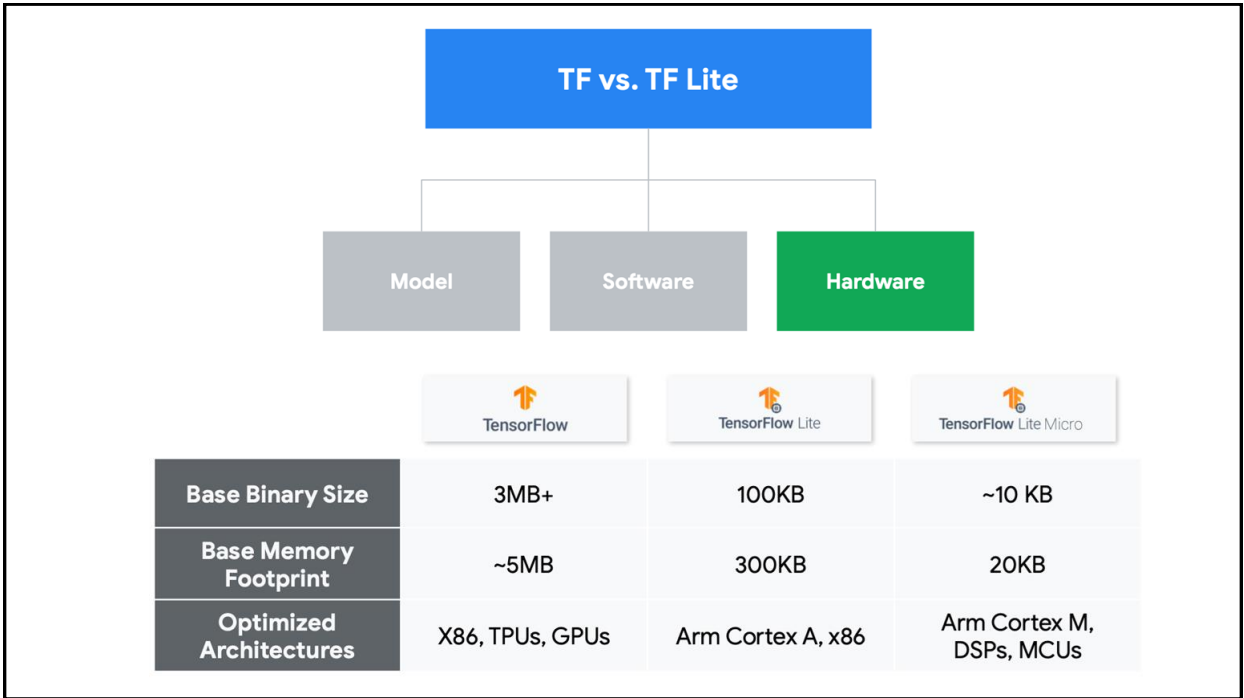 TF vs. TF Lite
Model
Software
Hardware
TensorFlow
TensorFlow Lite
TensorFlow Lite Micro
Base Binary Size
3MB+
100KB
~10 KB
Base Memory
Footprint
~5MB
300KB
20KB
Optimized
Architectures
X86, TPUs, GPUs
Arm Cortex A, x86
Arm Cortex M,
DSPs, MCUs